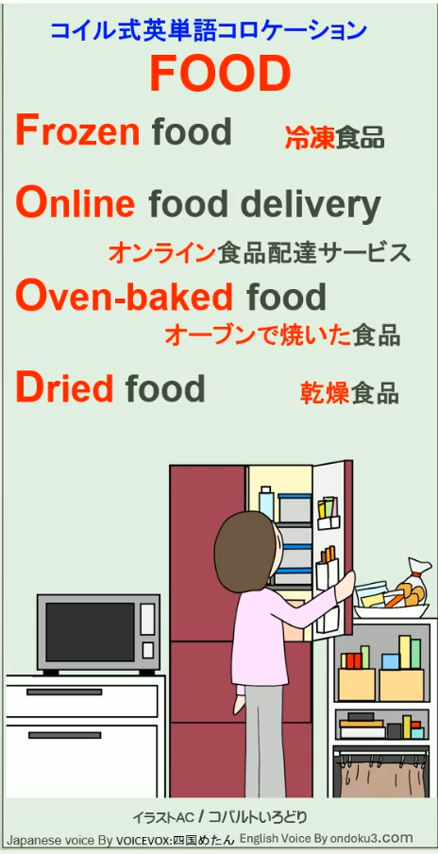 コイル式英単語コロケーション
FOOD
Frozen food 冷凍食品
Online food delivery
オンライン食品配達サービス
Oven-baked food
オーブンで焼いた食品
Dried food 乾燥食品
イラストAC / コバルトいろどり
Japanese voice By VOICEVOX:四国めたん English Voice By ondoku3.com